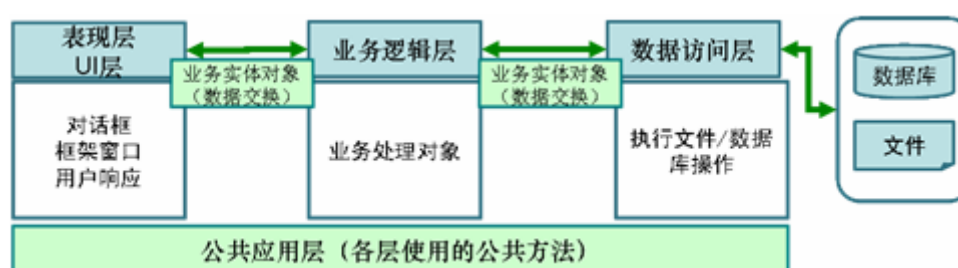 表现层
UI层
业务实体对象
（数据交换）
业务逻辑层
业务实体对象
（数据交换）
数据访问层
数据库
文件
对话框
框架窗口
用户响应
业务处理对象
执行文件/数据
库操作
公共应用层（各层使用的公共方法）